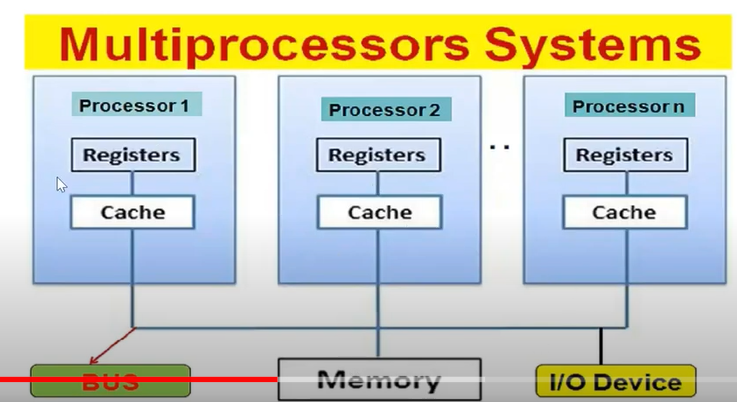 Multiprocessors Systems
Processor 1
Processor 2
Processor n
Registers
Registers
. .
Registers
Cache
Cache
Cache
BUS
Memory
I/O Device